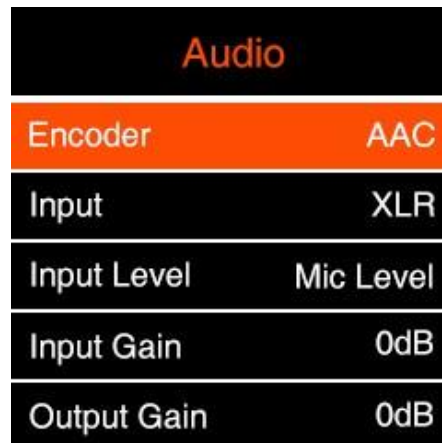 Audio
Encoder AAC
Input XLR
Input Level Mic Level
Input Gain 0dB
Output Gain 0dB